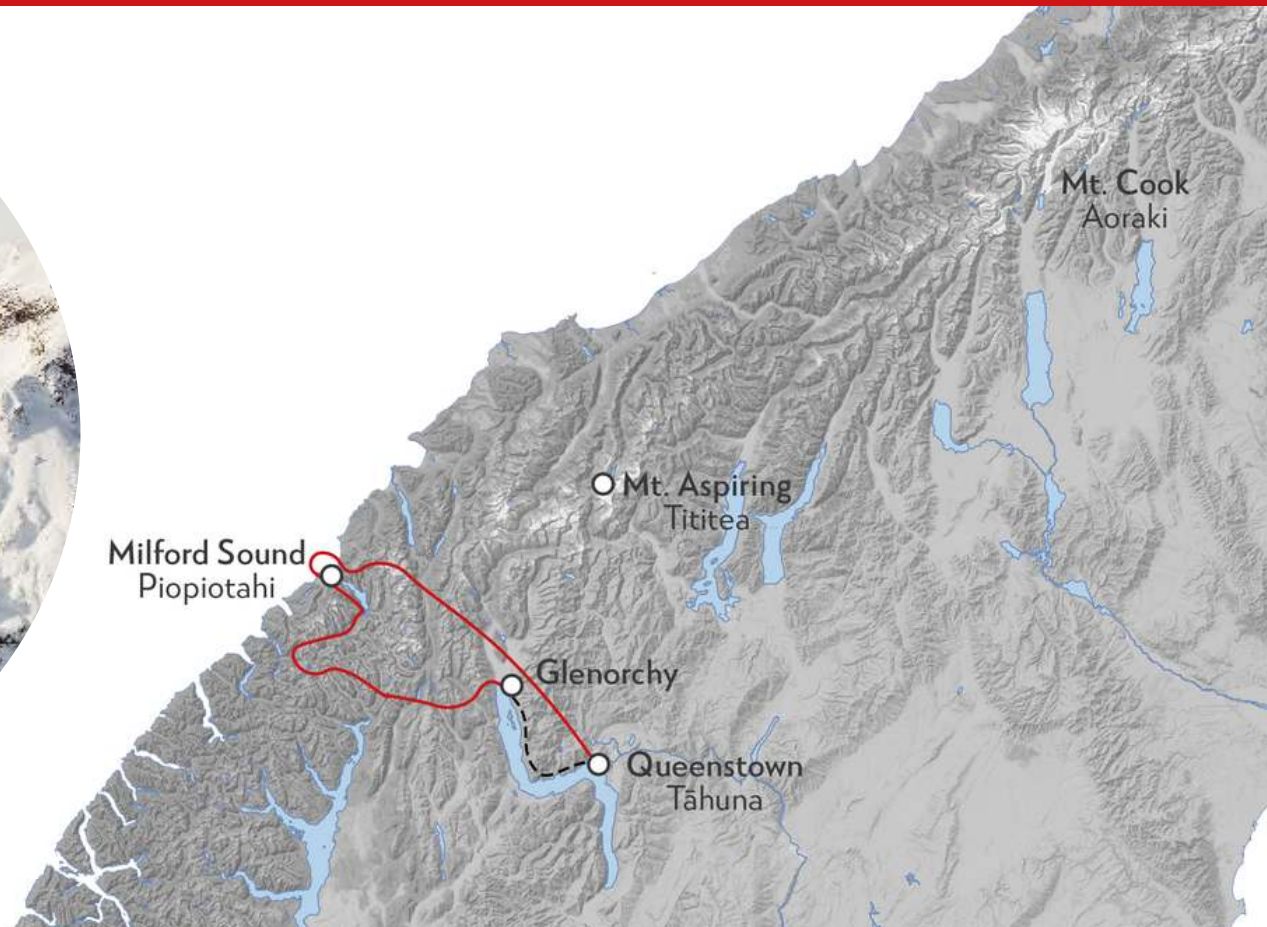 Mt. Cook
Aoraki
Mt. Aspiring
Tititea
Milford Sound
Piopiotahi
Glenorchy
Queenstown
Tāhuna